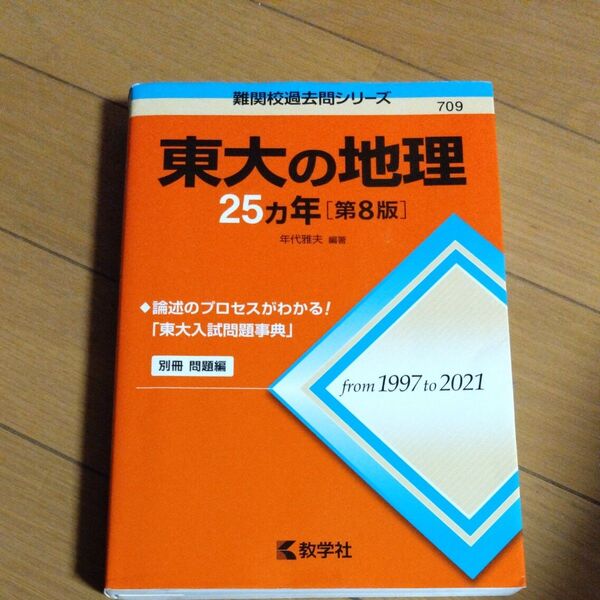 難関校過去問シリーズ
709
東大の地理
25カ年［第8版］
年代雅夫 編著
◆論述のプロセスがわかる!
「東大入試問題事典」
別冊 問題編
from 1997 to 2021
教学社